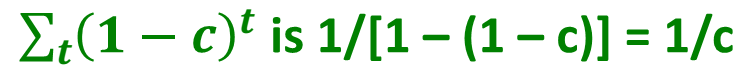 ∑ₜ(1 − c)ᵗ is 1/[1 – (1 – c)] = 1/c